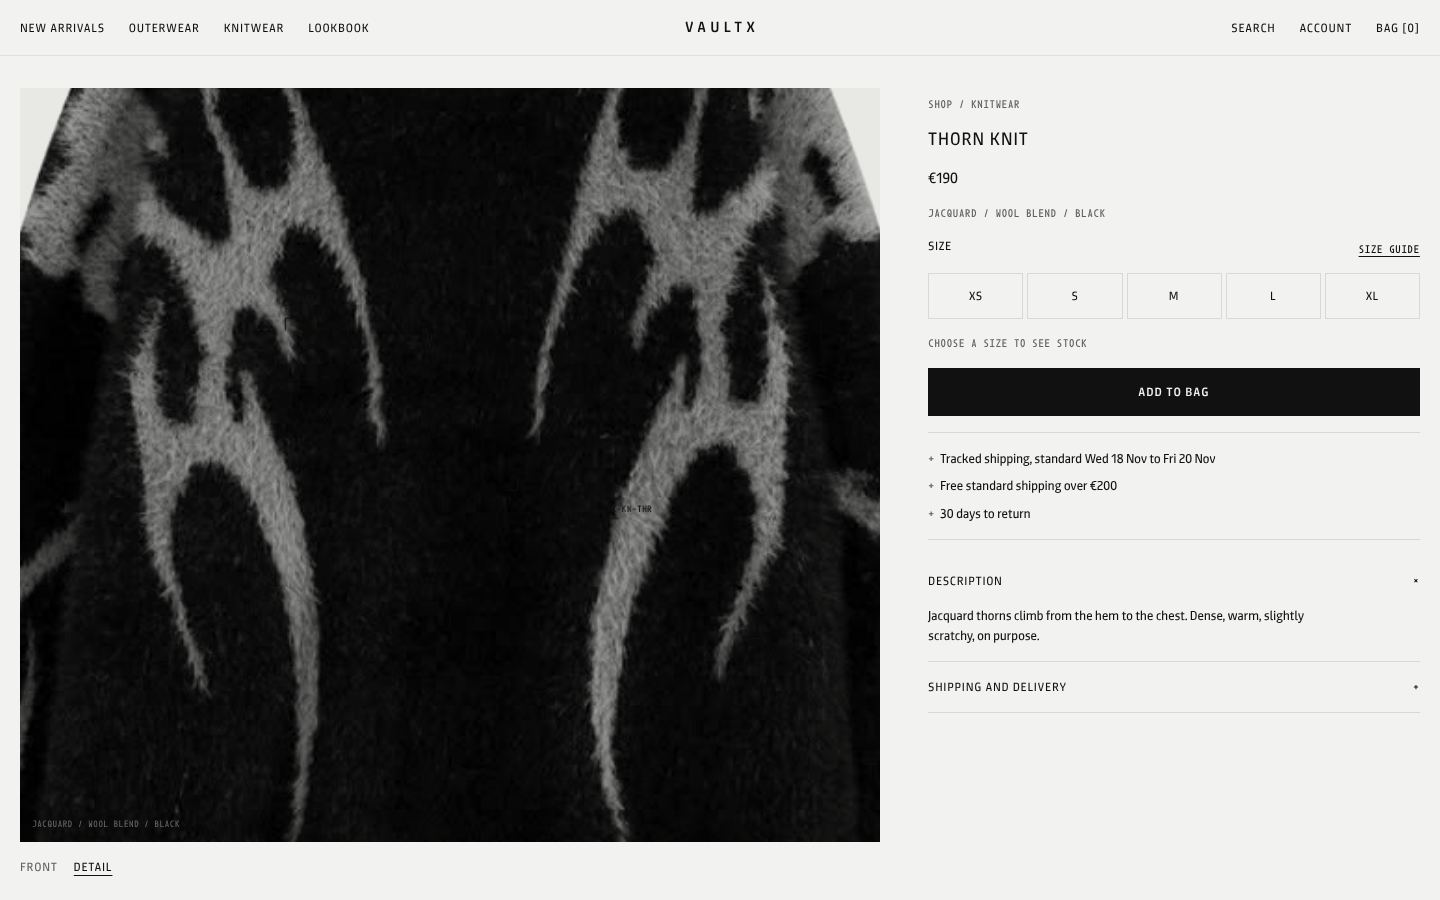 NEW ARRIVALS
OUTERWEAR
KNITWEAR
LOOKBOOK
VAULTX
SEARCH
ACCOUNT
BAG [0]
SHOP / KNITWEAR
THORN KNIT
€190
JACQUARD / WOOL BLEND / BLACK
SIZE
SIZE GUIDE
XS
S
M
L
XL
CHOOSE A SIZE TO SEE STOCK
ADD TO BAG
+ Tracked shipping, standard Wed 18 Nov to Fri 20 Nov
+ Free standard shipping over €200
+ 30 days to return
DESCRIPTION ×
Jacquard thorns climb from the hem to the chest. Dense, warm, slightly
scratchy, on purpose.
SHIPPING AND DELIVERY +
-KN-THR
JACQUARD / WOOL BLEND / BLACK
FRONT
DETAIL